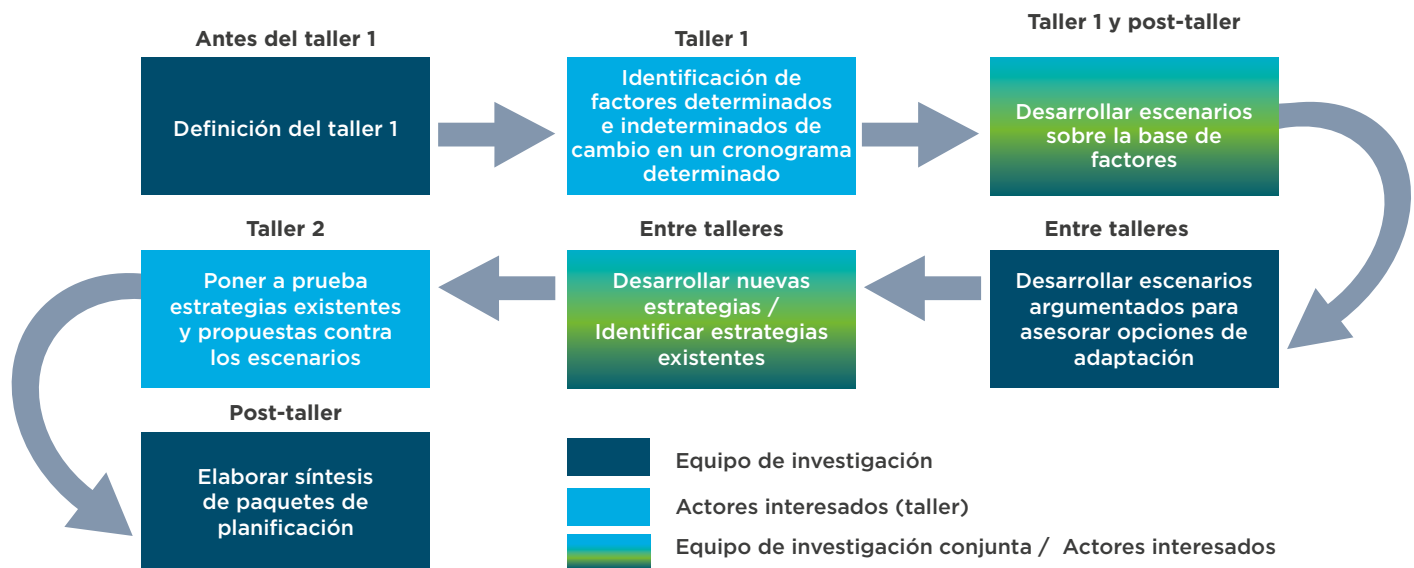 Antes del taller 1
Definición del taller 1
Taller 1
Identificación de
factores determinados
e indeterminados de
cambio en un cronograma
determinado
Taller 1 y post-taller
Desarrollar escenarios
sobre la base de
factores
Entre talleres
Desarrollar escenarios
argumentados para
asesorar opciones de
adaptación
Entre talleres
Desarrollar nuevas
estrategias /
Identificar estrategias
existentes
Taller 2
Poner a prueba
estrategias existentes
y propuestas contra
los escenarios
Post-taller
Elaborar síntesis
de paquetes de
planificación
Equipo de investigación
Actores interesados (taller)
Equipo de investigación conjunta / Actores interesados